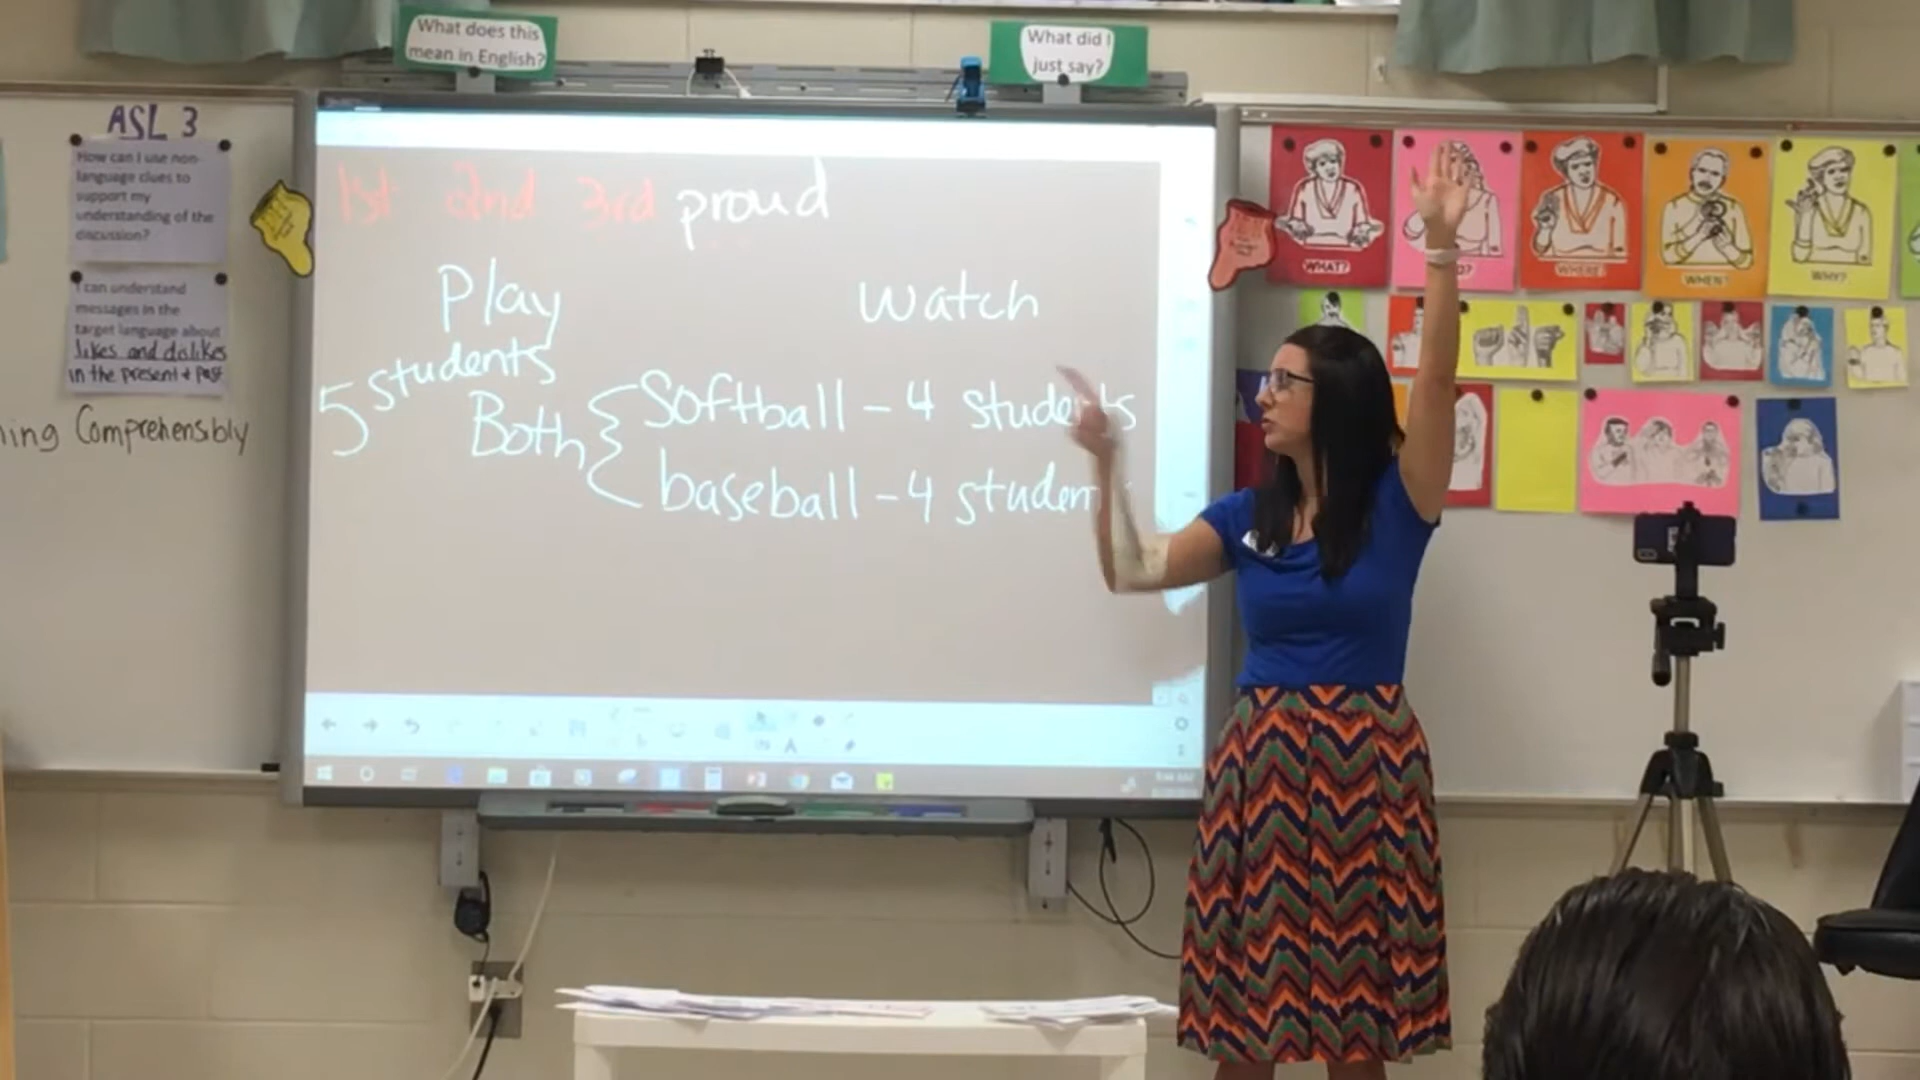 What does this
mean in English?
What did I
just say?
ASL 3
How can I use non-
language clues to
support my
understanding of the
discussion?
I can understand
messages in the
target language about
likes and dislikes
in the present + past
Comprehensibly
1st 2nd 3rd proud
Play
watch
5 students
Both
Softball - 4 students
baseball - 4 student
WHAT?
WHERE?
WHEN?
WHY?